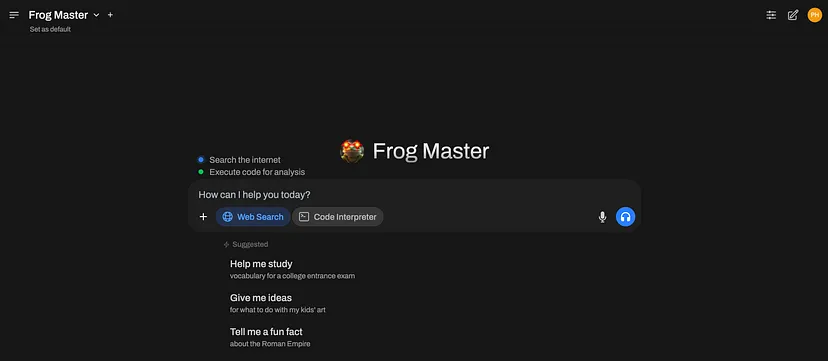 Frog Master
Set as default
PH
Frog Master
Search the internet
Execute code for analysis
How can I help you today?
Web Search
Code Interpreter
Suggested
Help me study
vocabulary for a college entrance exam
Give me ideas
for what to do with my kids' art
Tell me a fun fact
about the Roman Empire